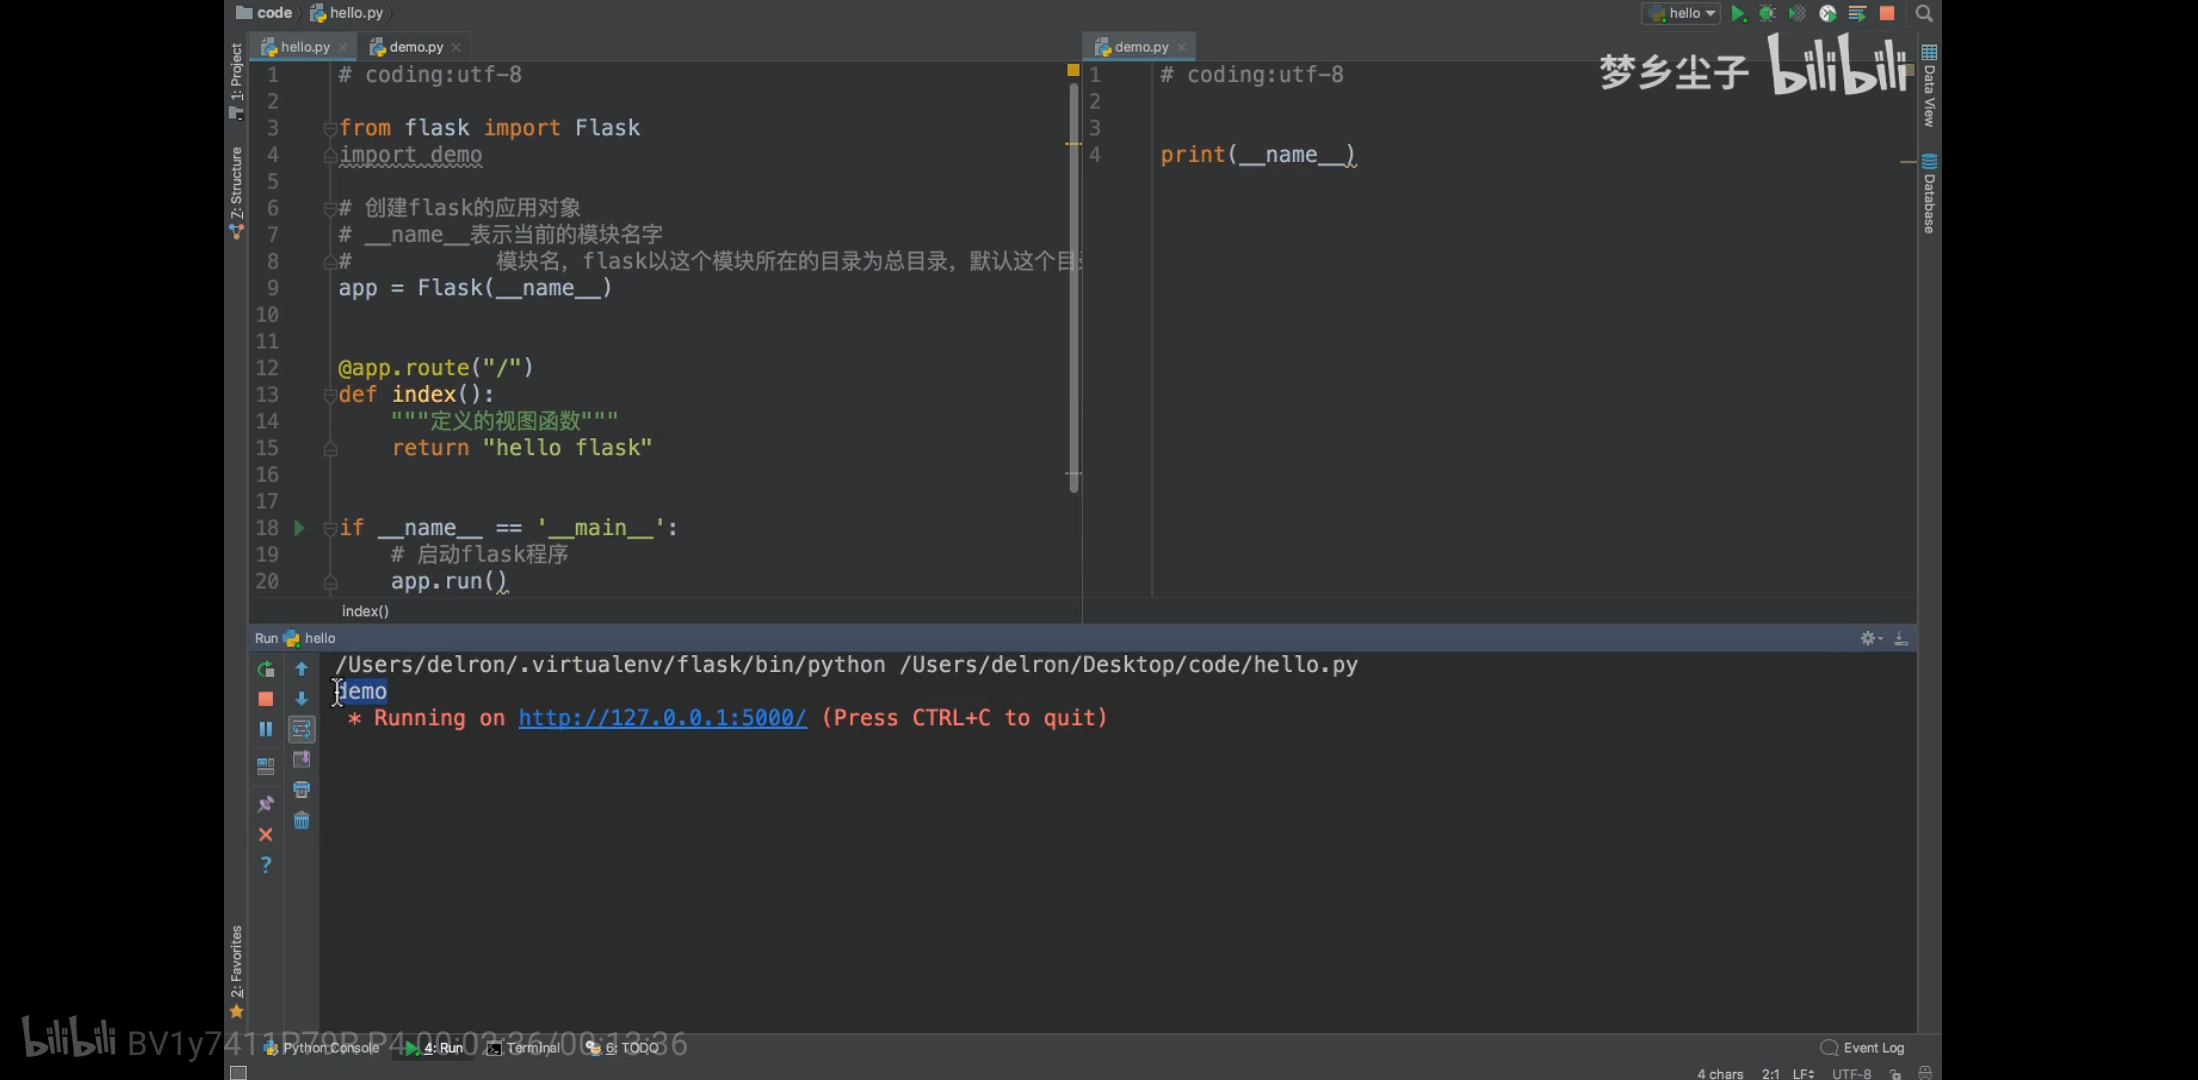 code hello.py
hello
hello.py demo.py
demo.py
梦乡尘子 bilibili
1: Project
Z: Structure
2: Favorites
Data View
Database
1 # coding:utf-8
2
3 from flask import Flask
4 import demo
5
6 # 创建flask的应用对象
7 # __name__表示当前的模块名字
8 # 模块名，flask以这个模块所在的目录为总目录，默认这个目
9 app = Flask(__name__)
10
11
12 @app.route("/")
13 def index():
14 """定义的视图函数"""
15 return "hello flask"
16
17
18 if __name__ == '__main__':
19 # 启动flask程序
20 app.run()
index()
1 # coding:utf-8
2
3
4 print(__name__)
Run hello
/Users/delron/.virtualenv/flask/bin/python /Users/delron/Desktop/code/hello.py
demo
* Running on http://127.0.0.1:5000/ (Press CTRL+C to quit)
Python Console 4: Run Terminal 6: TODO
Event Log
bilibili BV1y7411P79P P4 00:02:36/00:13:36
4 chars 2:1 LF UTF-8